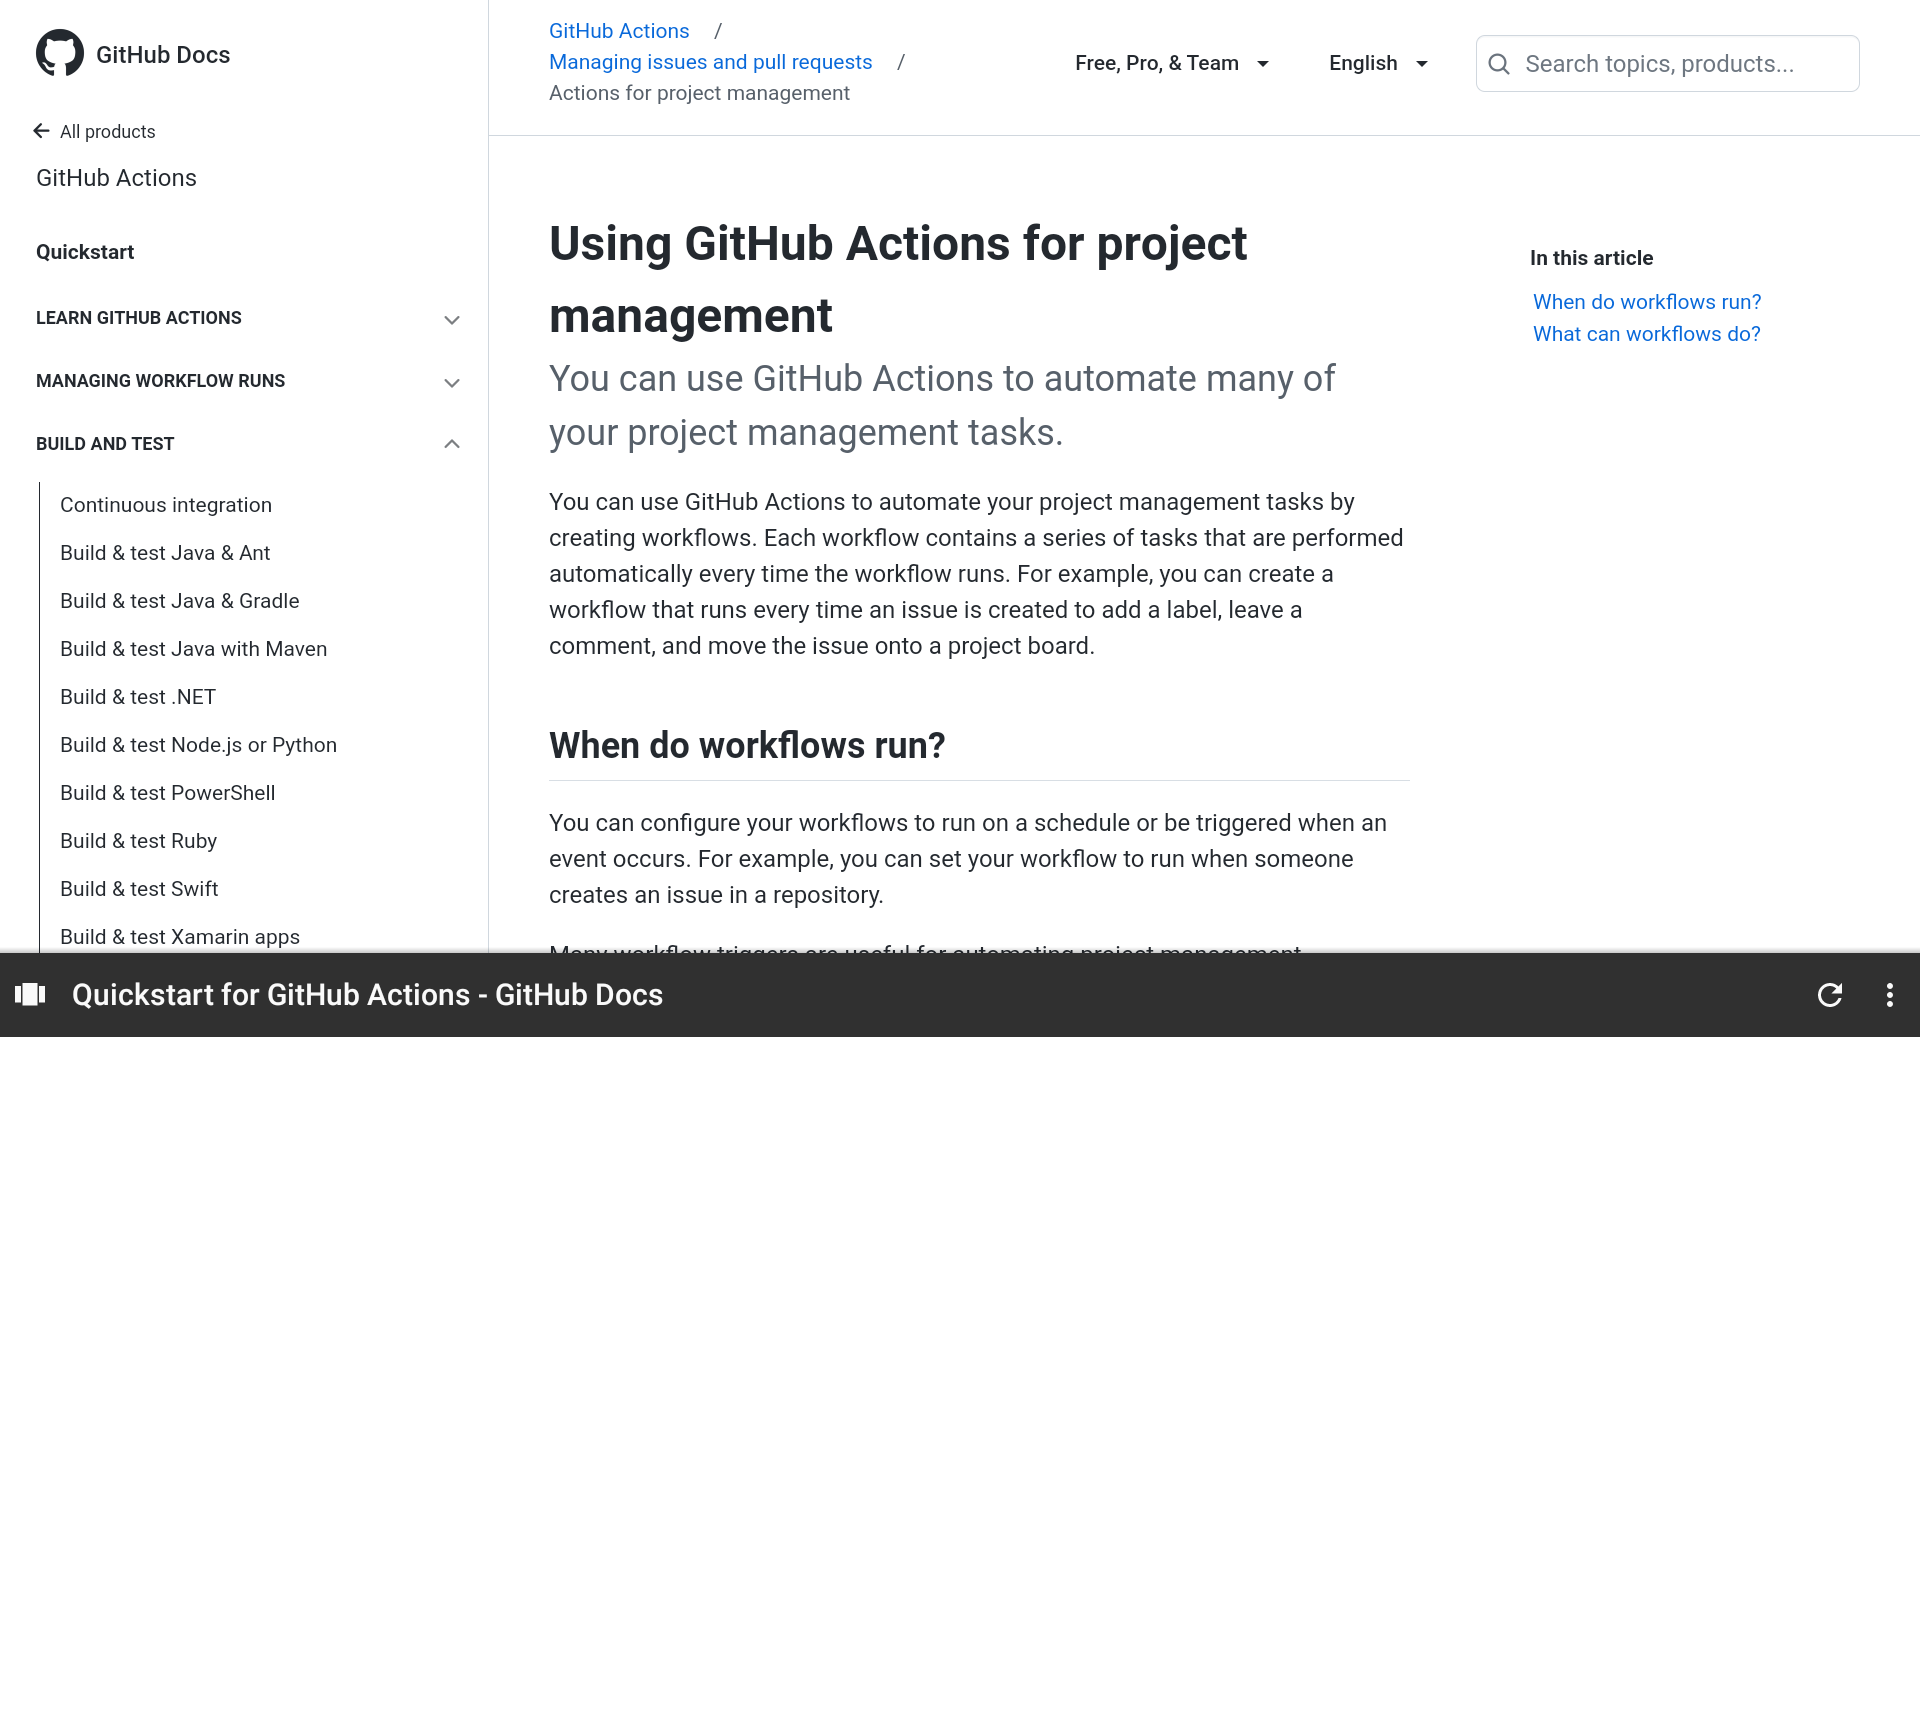 GitHub Docs
All products
GitHub Actions
Quickstart
LEARN GITHUB ACTIONS
MANAGING WORKFLOW RUNS
BUILD AND TEST
Continuous integration
Build & test Java & Ant
Build & test Java & Gradle
Build & test Java with Maven
Build & test .NET
Build & test Node.js or Python
Build & test PowerShell
Build & test Ruby
Build & test Swift
Build & test Xamarin apps
GitHub Actions /
Managing issues and pull requests /
Actions for project management
Free, Pro, & Team
English
Search topics, products...
Using GitHub Actions for project
management
You can use GitHub Actions to automate many of
your project management tasks.
You can use GitHub Actions to automate your project management tasks by
creating workflows. Each workflow contains a series of tasks that are performed
automatically every time the workflow runs. For example, you can create a
workflow that runs every time an issue is created to add a label, leave a
comment, and move the issue onto a project board.
When do workflows run?
You can configure your workflows to run on a schedule or be triggered when an
event occurs. For example, you can set your workflow to run when someone
creates an issue in a repository.
Many workflow triggers are useful for automating project management.
In this article
When do workflows run?
What can workflows do?
Quickstart for GitHub Actions - GitHub Docs